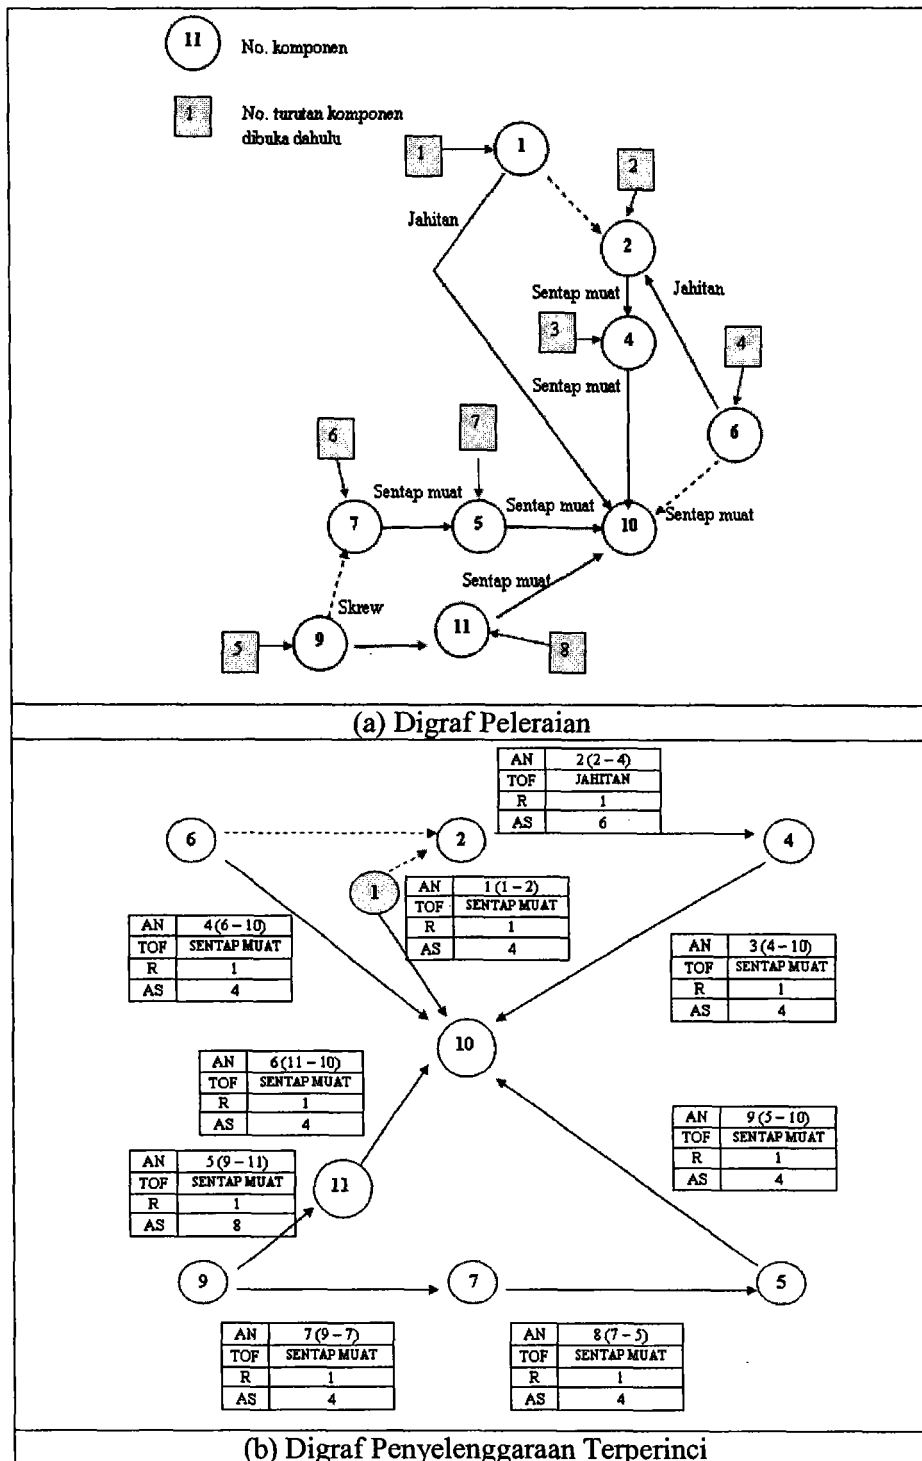 11 No. komponen
1 No. turutan komponen
dibuka dahulu
1
1
2
Jahitan
2
Sentap muat
Jahitan
3
4
4
Sentap muat
6
6
7
Sentap muat
Sentap muat
7
5
10
Sentap muat
Sentap muat
Skrew
5
9
11
8
(a) Digraf Peleraian
AN 2 (2 – 4)
TOF JAHITAN
R 1
AS 6
6
2
4
1
AN 1 (1 – 2)
TOF SENTAP MUAT
R 1
AS 4
AN 4 (6 – 10)
TOF SENTAP MUAT
R 1
AS 4
AN 3 (4 – 10)
TOF SENTAP MUAT
R 1
AS 4
10
AN 6 (11 – 10)
TOF SENTAP MUAT
R 1
AS 4
AN 9 (5 – 10)
TOF SENTAP MUAT
R 1
AS 4
AN 5 (9 – 11)
TOF SENTAP MUAT
R 1
AS 8
11
9
7
5
AN 7 (9 – 7)
TOF SENTAP MUAT
R 1
AS 4
AN 8 (7 – 5)
TOF SENTAP MUAT
R 1
AS 4
(b) Digraf Penyelenggaraan Terperinci